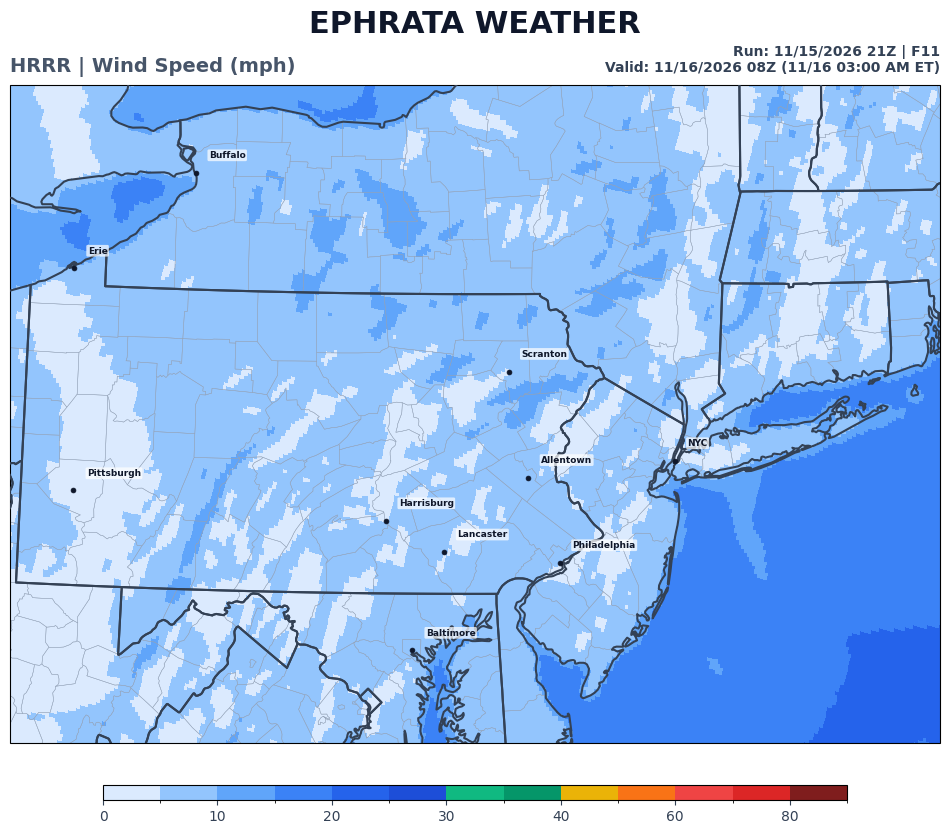 EPHRATA WEATHER
HRRR | Wind Speed (mph)
Run: 11/15/2026 21Z | F11
Valid: 11/16/2026 08Z (11/16 03:00 AM ET)
Buffalo
Erie
Scranton
NYC
Allentown
Pittsburgh
Harrisburg
Lancaster
Philadelphia
Baltimore
0 10 20 30 40 60 80